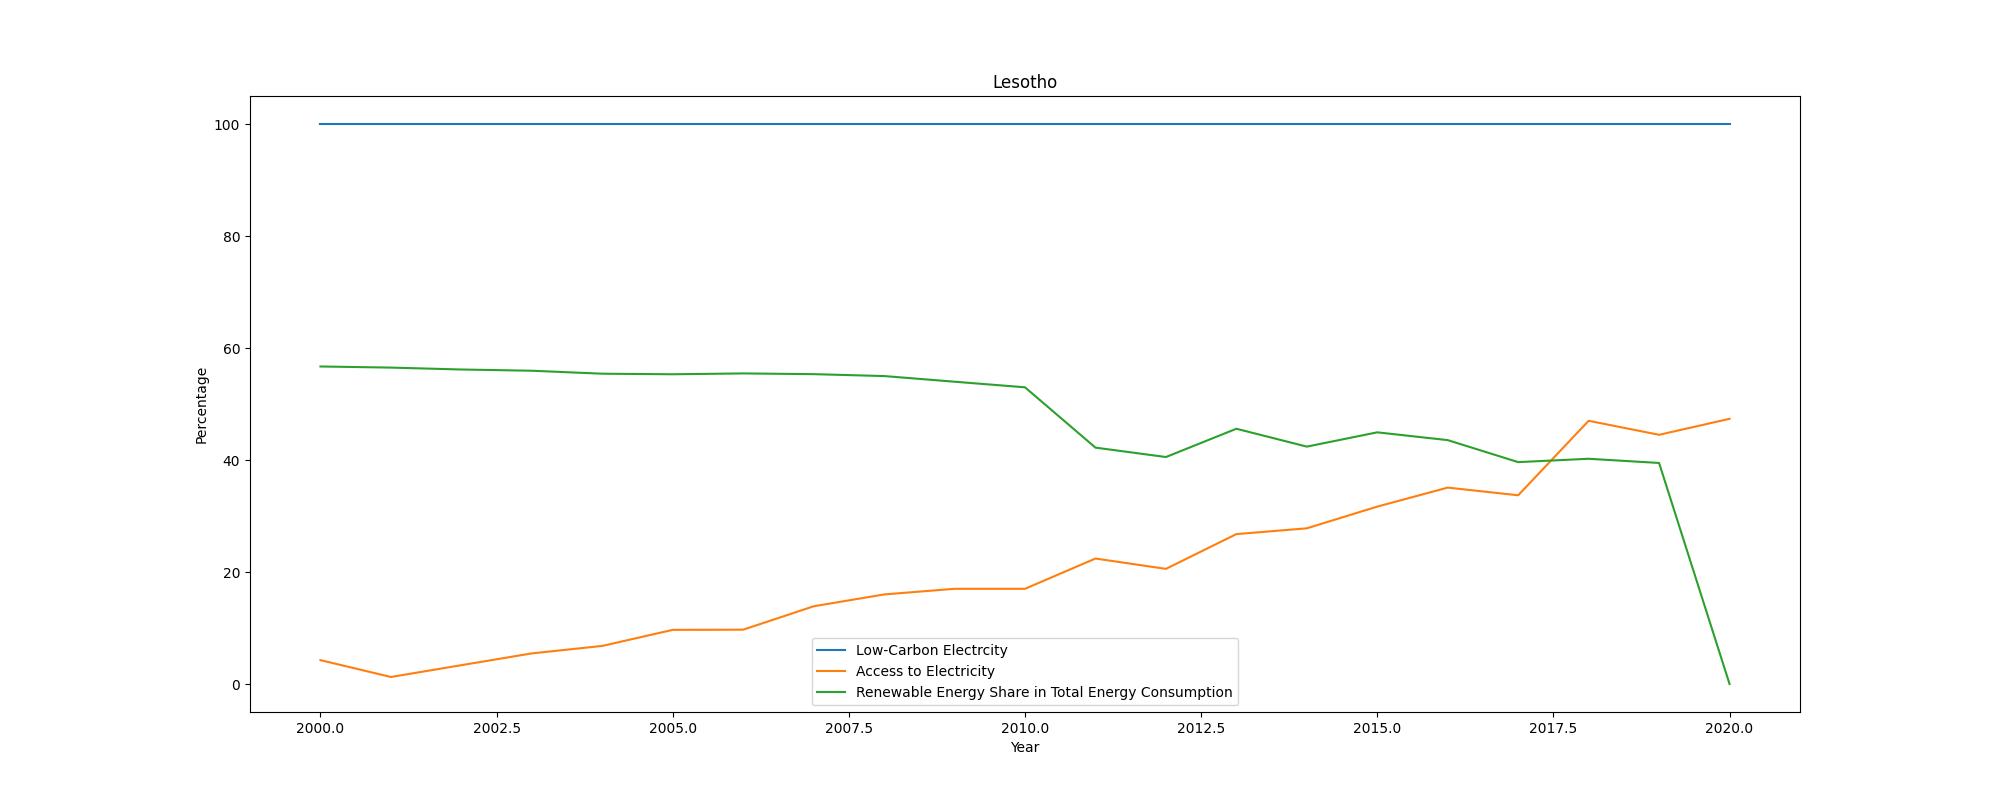 Lesotho
100
80
60
40
20
0
Percentage
2000.0 2002.5 2005.0 2007.5 2010.0 2012.5 2015.0 2017.5 2020.0
Year
Low-Carbon Electrcity
Access to Electricity
Renewable Energy Share in Total Energy Consumption